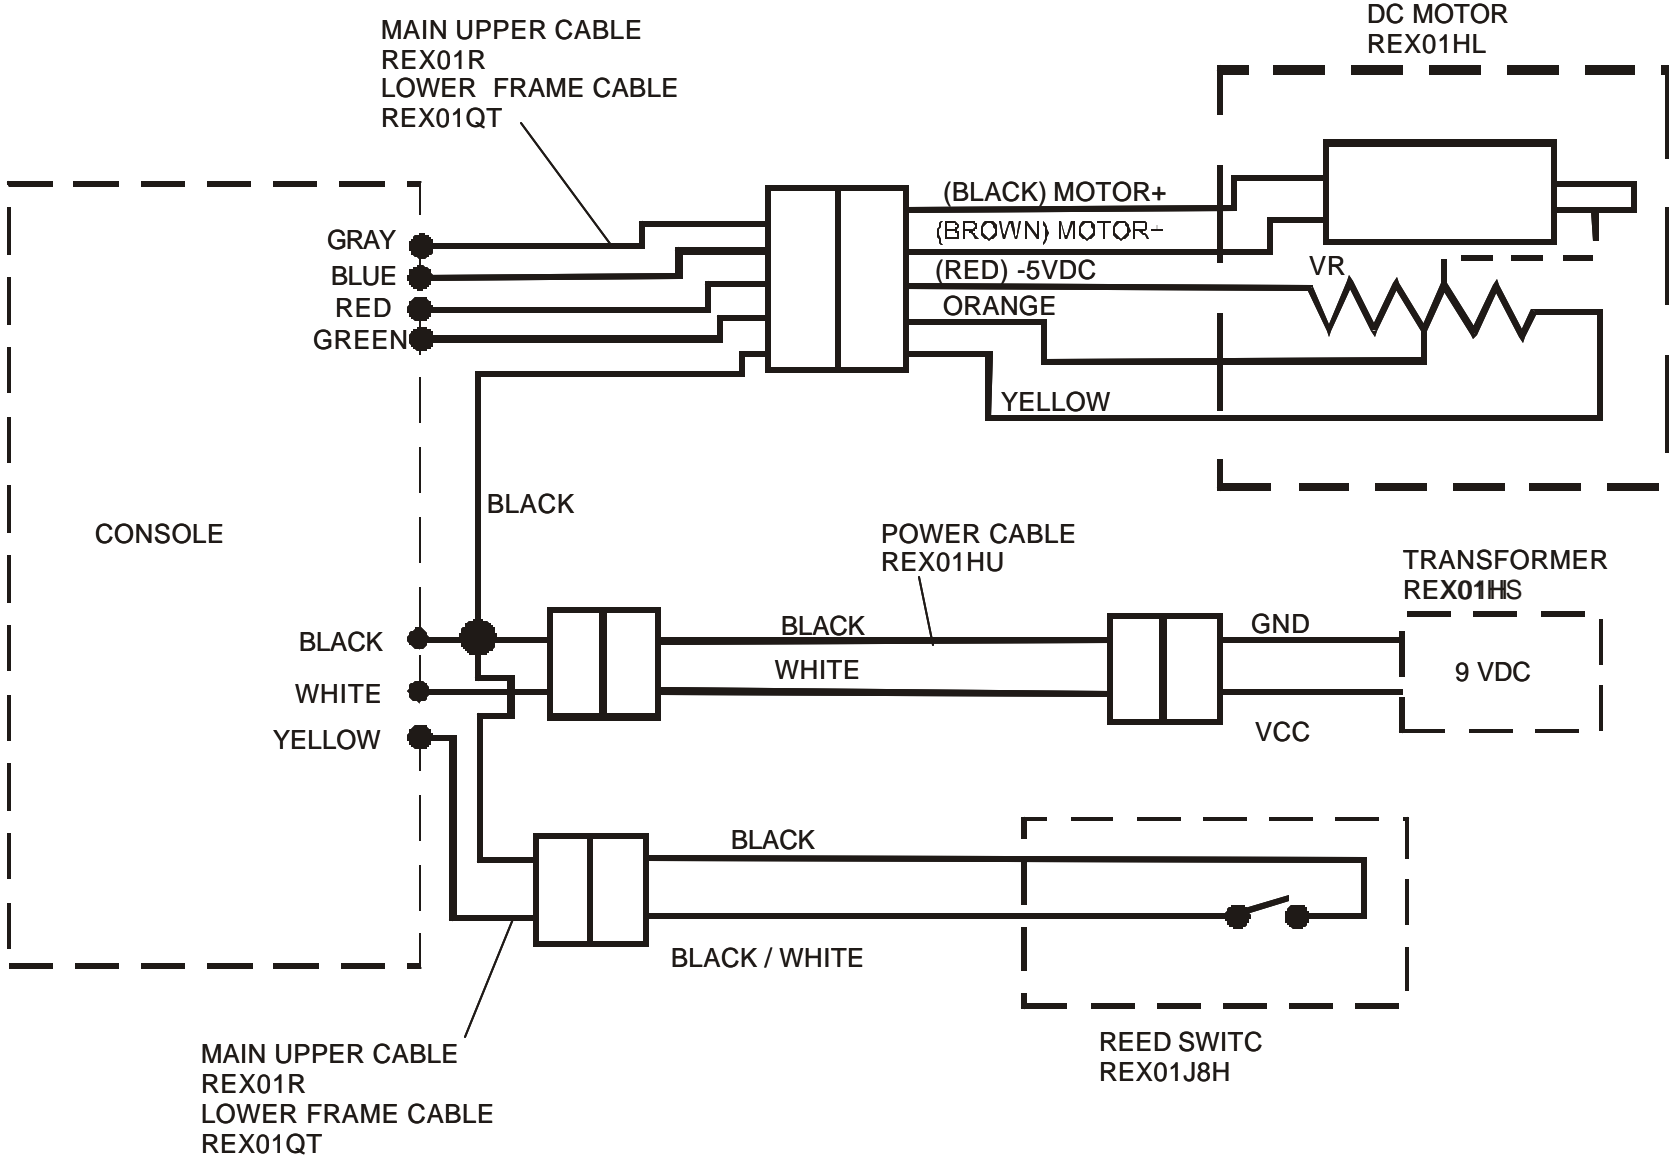 MAIN UPPER CABLE
REX01R
LOWER FRAME CABLE
REX01QT
DC MOTOR
REX01HL
(BLACK) MOTOR+
(BROWN) MOTOR-
(RED) -5VDC
ORANGE
YELLOW
VR
GRAY
BLUE
RED
GREEN
CONSOLE
BLACK
POWER CABLE
REX01HU
TRANSFORMER
REX01HS
BLACK
WHITE
YELLOW
BLACK
WHITE
GND
VCC
9 VDC
BLACK
BLACK / WHITE
REED SWITC
REX01J8H
MAIN UPPER CABLE
REX01R
LOWER FRAME CABLE
REX01QT